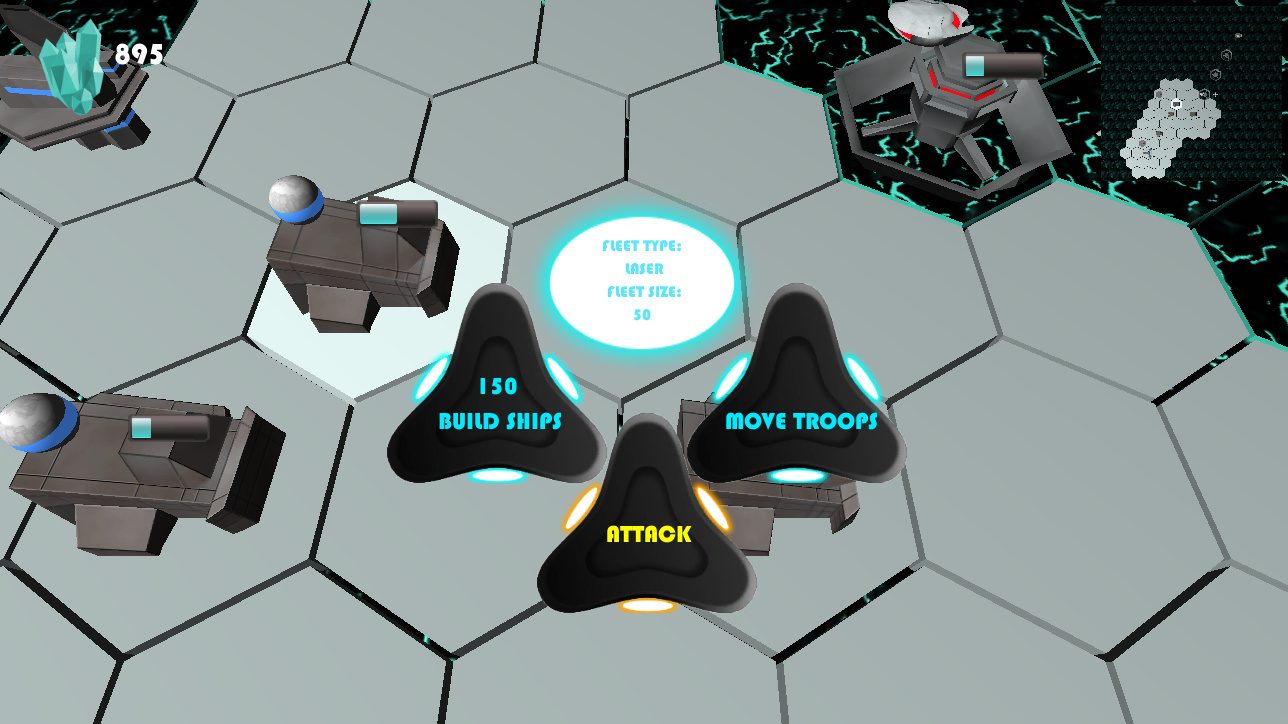 895
FLEET TYPE:
LASER
FLEET SIZE:
50
150
BUILD SHIPS
MOVE TROOPS
ATTACK